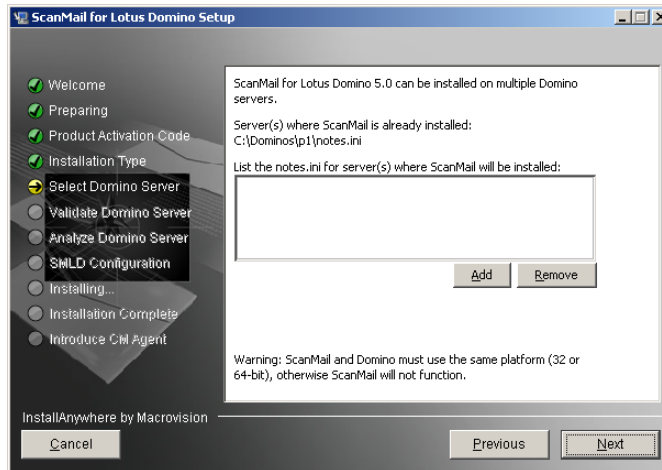 ScanMail for Lotus Domino Setup
Welcome
Preparing
Product Activation Code
Installation Type
Select Domino Server
Validate Domino Server
Analyze Domino Server
SMLD Configuration
Installing...
Installation Complete
Introduce CM Agent
ScanMail for Lotus Domino 5.0 can be installed on multiple Domino
servers.
Server(s) where ScanMail is already installed:
C:\Dominos\p1\notes.ini
List the notes.ini for server(s) where ScanMail will be installed:
Add
Remove
Warning: ScanMail and Domino must use the same platform (32 or
64-bit), otherwise ScanMail will not function.
InstallAnywhere by Macrovision
Cancel
Previous
Next